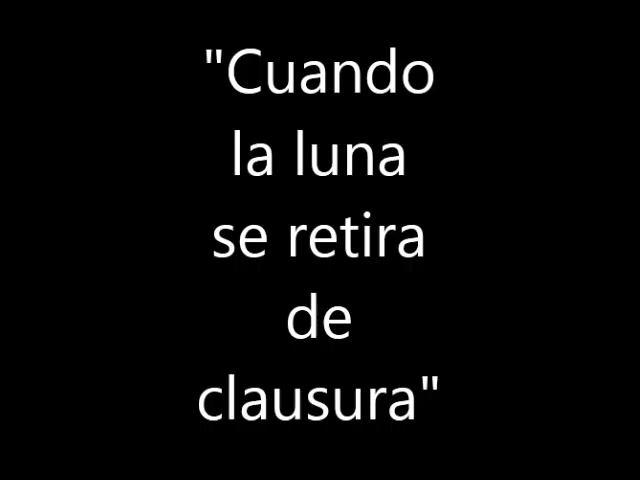 "Cuando
la luna
se retira
de
clausura"